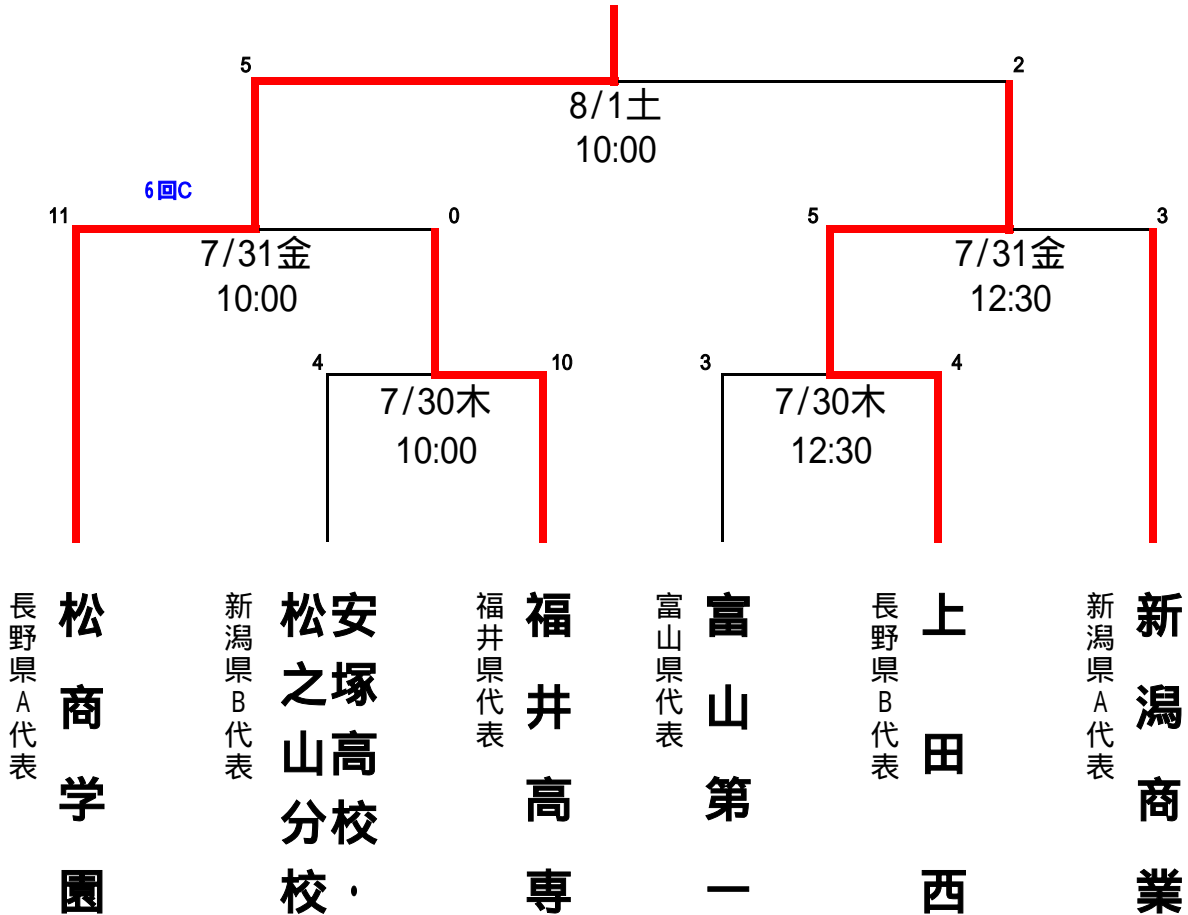 5
2
8/1土
10:00
6回C
11
0
5
3
7/31金
10:00
7/31金
12:30
4
10
3
4
7/30木
10:00
7/30木
12:30
長野県A代表
松商学園
新潟県B代表
安塚高校・
松之山分校
福井県代表
福井高専
富山県代表
富山第一
長野県B代表
上田西
新潟県A代表
新潟商業